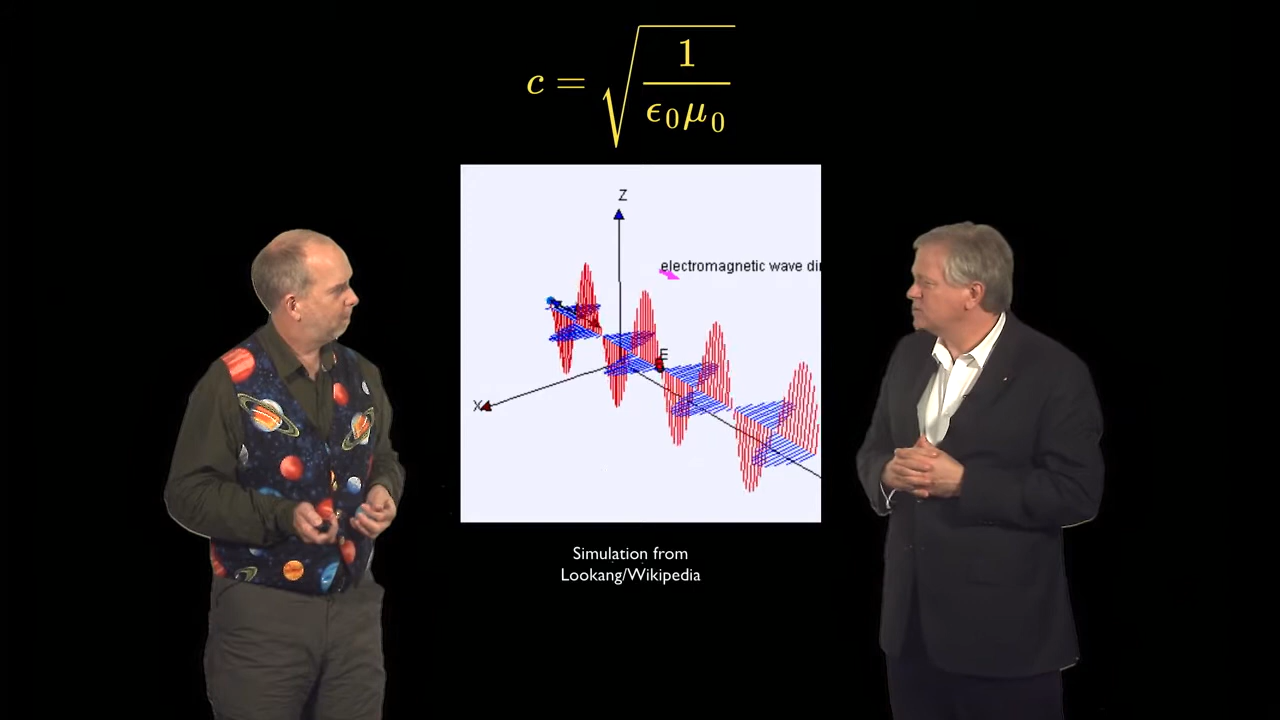 c = √(1/ϵ₀μ₀)
Z
electromagnetic wave di
E
X
Simulation from
Lookang/Wikipedia